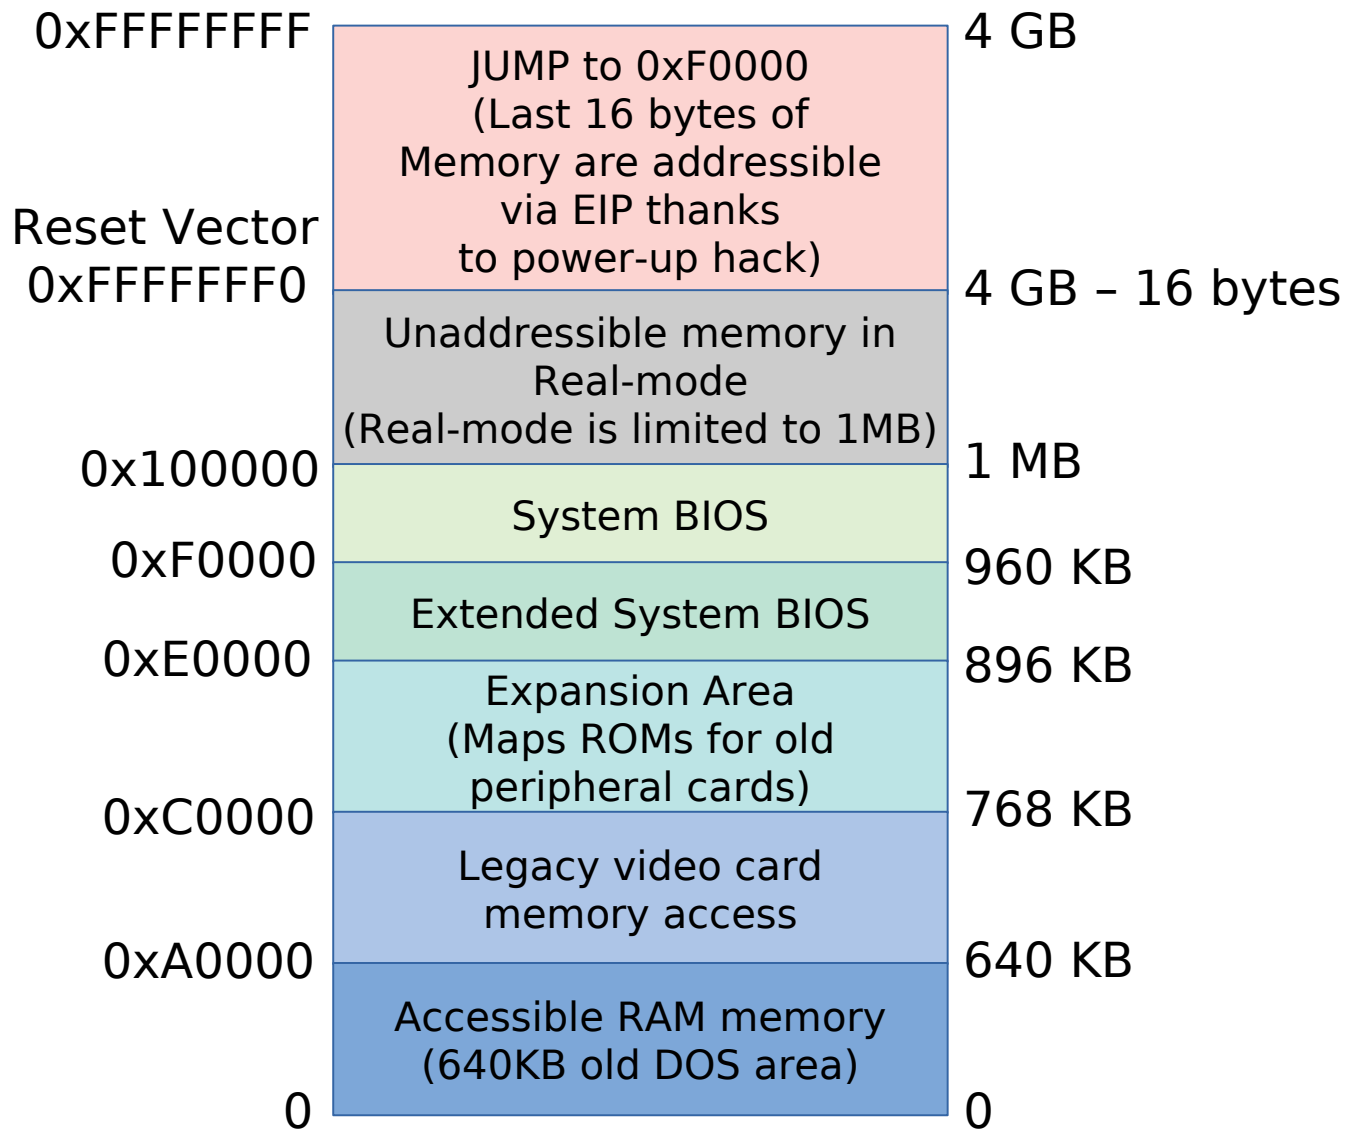 0xFFFFFFFF
4 GB
JUMP to 0xF0000
(Last 16 bytes of
Memory are addressible
via EIP thanks
to power-up hack)
Reset Vector
0xFFFFFFF0
4 GB – 16 bytes
Unaddressible memory in
Real-mode
(Real-mode is limited to 1MB)
0x100000
1 MB
System BIOS
0xF0000
960 KB
Extended System BIOS
0xE0000
896 KB
Expansion Area
(Maps ROMs for old
peripheral cards)
0xC0000
768 KB
Legacy video card
memory access
0xA0000
640 KB
Accessible RAM memory
(640KB old DOS area)
0
0